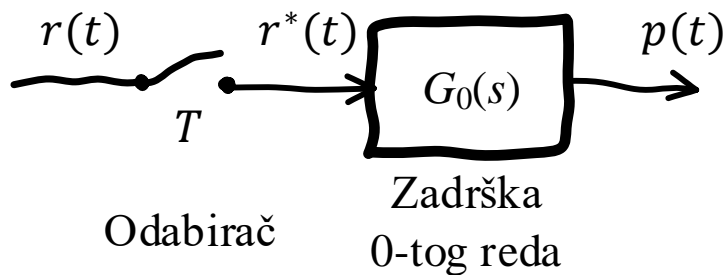 r(t)
r*(t)
p(t)
T
G₀(s)
Odabirač
Zadrška
0-tog reda